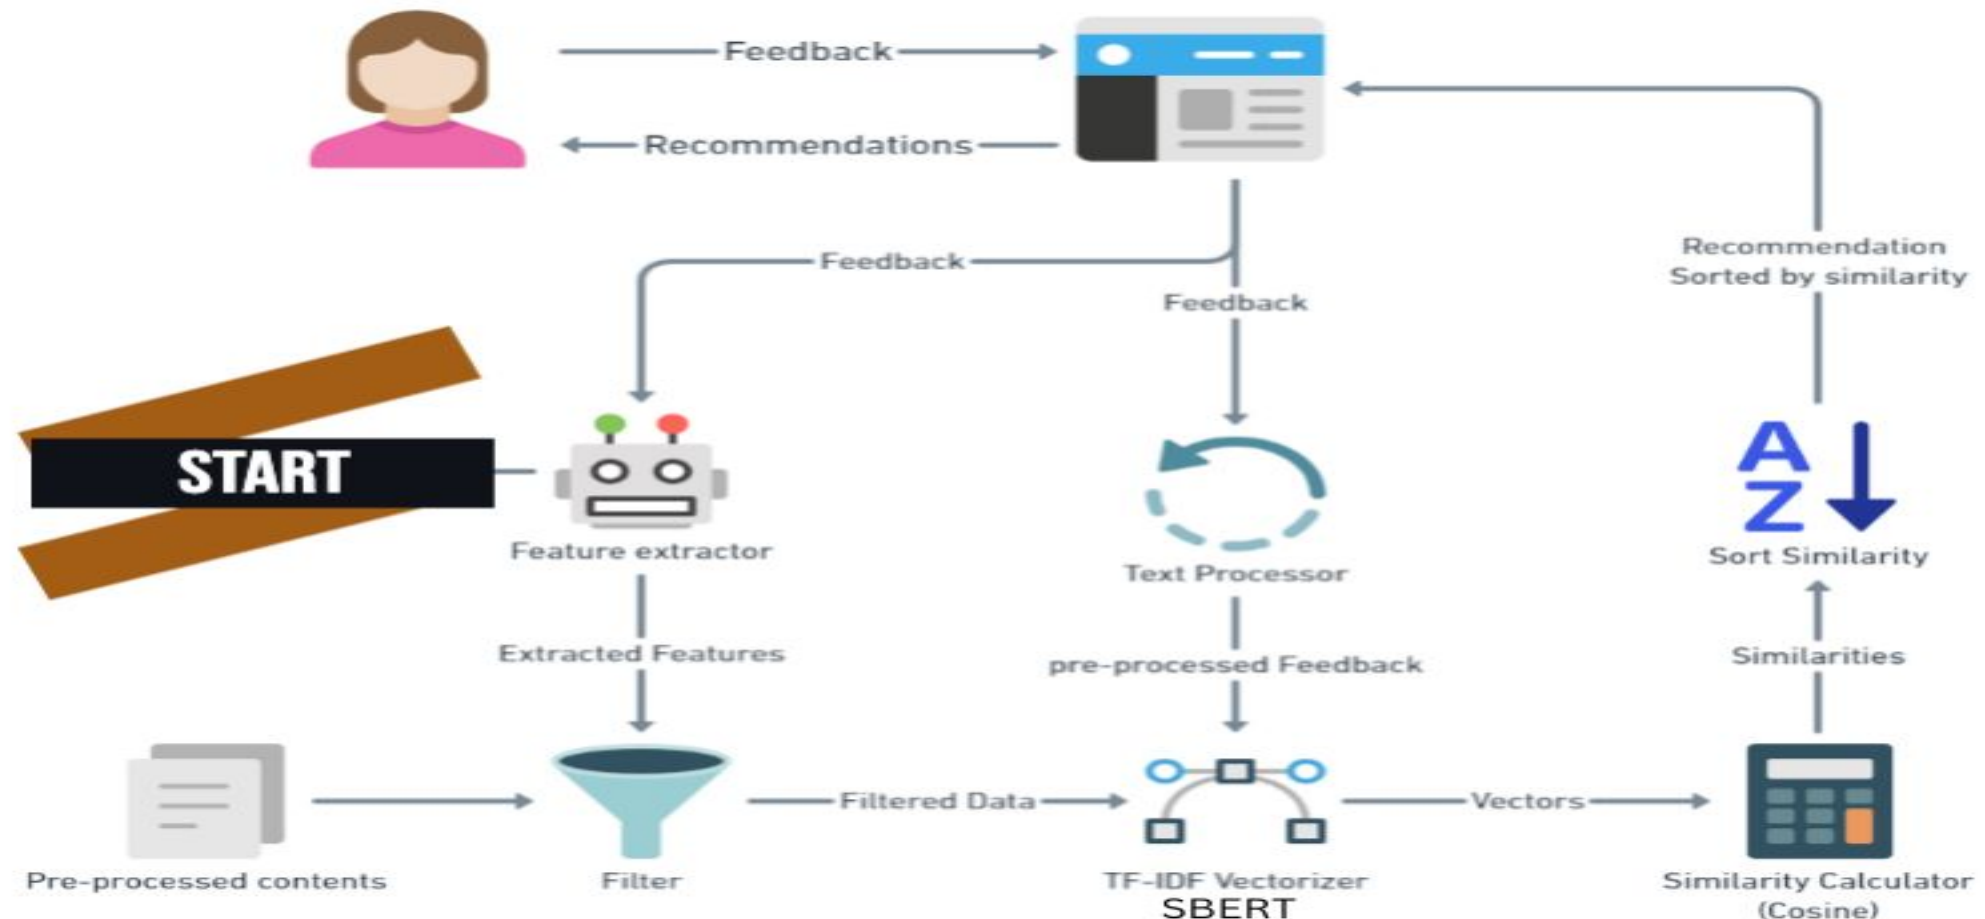 Feedback
Recommendations
Feedback
Feedback
Recommendation
Sorted by similarity
START
Feature extractor
Text Processor
A
Z
Sort Similarity
Extracted Features
pre-processed Feedback
Similarities
Filtered Data
Vectors
Pre-processed contents
Filter
TF-IDF Vectorizer
SBERT
Similarity Calculator
(Cosine)